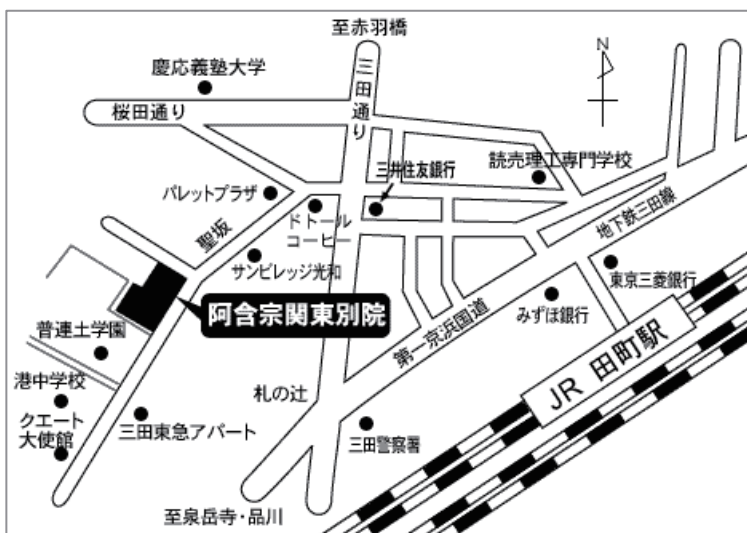 至赤羽橋
慶応義塾大学
三田通り
N
桜田通り
三井住友銀行
読売理工専門学校
パレットプラザ
ドトール
コーヒー
聖坂
地下鉄三田線
サンビレッジ光和
東京三菱銀行
阿含宗関東別院
みずほ銀行
第一京浜国道
普連土学園
JR 田町駅
港中学校
札の辻
クエート
大使館
三田東急アパート
三田警察署
至泉岳寺・品川